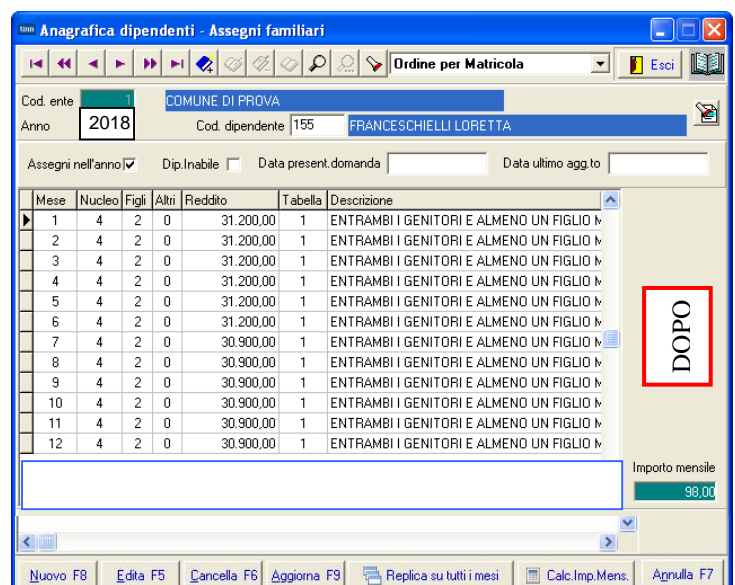 tinn Anagrafica dipendenti - Assegni familiari
Ordine per Matricola Esci
Cod. ente 1 COMUNE DI PROVA
Anno 2018 Cod. dipendente 155 FRANCESCHIELLI LORETTA
Assegni nell'anno Dip.Inabile Data present.domanda Data ultimo agg.to
Mese Nucleo Figli Altri Reddito Tabella Descrizione
1 4 2 0 31.200,00 1 ENTRAMBI I GENITORI E ALMENO UN FIGLIO M
2 4 2 0 31.200,00 1 ENTRAMBI I GENITORI E ALMENO UN FIGLIO M
3 4 2 0 31.200,00 1 ENTRAMBI I GENITORI E ALMENO UN FIGLIO M
4 4 2 0 31.200,00 1 ENTRAMBI I GENITORI E ALMENO UN FIGLIO M
5 4 2 0 31.200,00 1 ENTRAMBI I GENITORI E ALMENO UN FIGLIO M
6 4 2 0 31.200,00 1 ENTRAMBI I GENITORI E ALMENO UN FIGLIO M
7 4 2 0 30.900,00 1 ENTRAMBI I GENITORI E ALMENO UN FIGLIO M
8 4 2 0 30.900,00 1 ENTRAMBI I GENITORI E ALMENO UN FIGLIO M
9 4 2 0 30.900,00 1 ENTRAMBI I GENITORI E ALMENO UN FIGLIO M
10 4 2 0 30.900,00 1 ENTRAMBI I GENITORI E ALMENO UN FIGLIO M
11 4 2 0 30.900,00 1 ENTRAMBI I GENITORI E ALMENO UN FIGLIO M
12 4 2 0 30.900,00 1 ENTRAMBI I GENITORI E ALMENO UN FIGLIO M
DOPO
Importo mensile
98,00
Nuovo F8 Edita F5 Cancella F6 Aggiorna F9 Replica su tutti i mesi Calc.Imp.Mens. Annulla F7